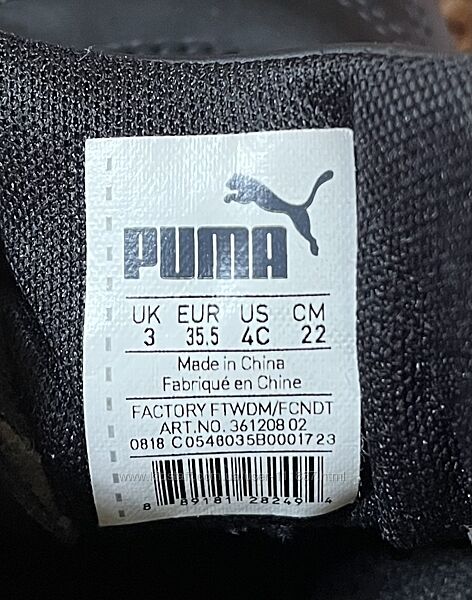 PUMA
UK EUR US CM
3 35.5 4C 22
Made in China
Fabriqué en Chine
FACTORY FTWDM/FCNDT
ART.NO. 361208 02
0818 C0548035B0001723
8 89181 28249 4